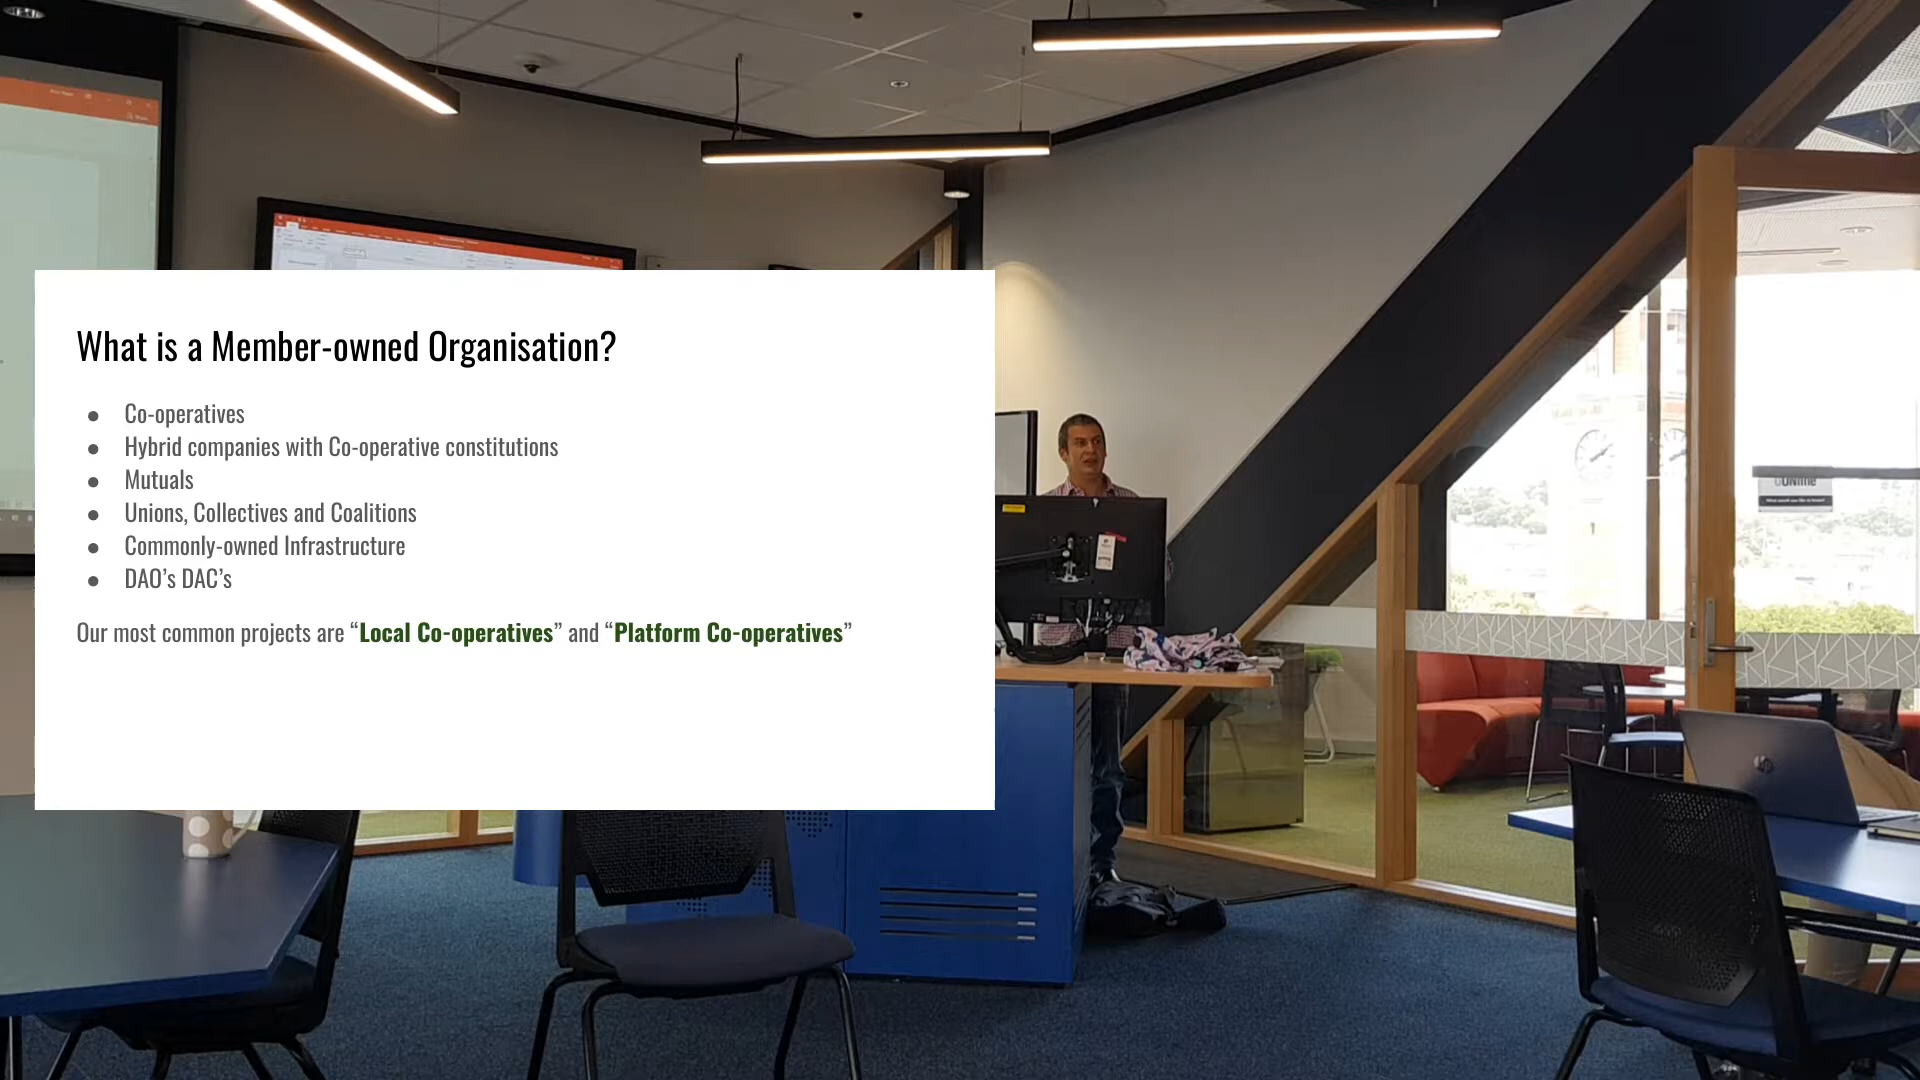 What is a Member-owned Organisation?
● Co-operatives
● Hybrid companies with Co-operative constitutions
● Mutuals
● Unions, Collectives and Coalitions
● Commonly-owned Infrastructure
● DAO’s DAC’s
Our most common projects are “Local Co-operatives” and “Platform Co-operatives”